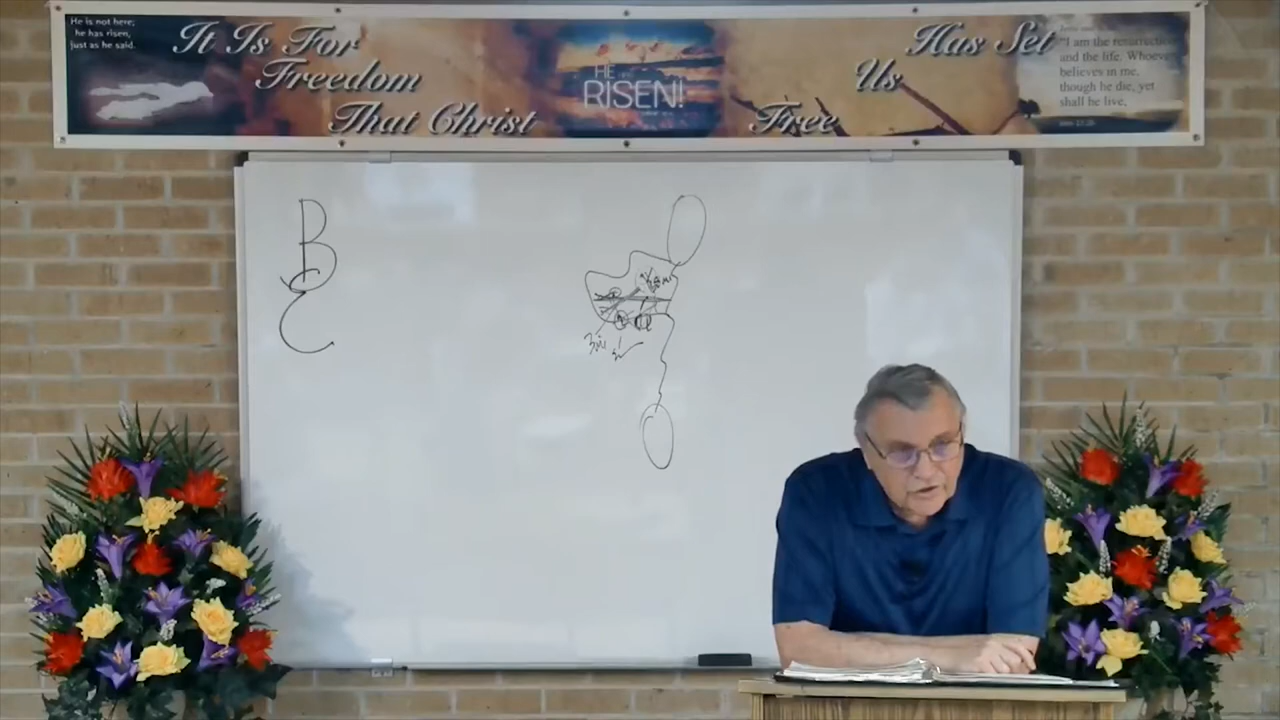 He is not here;
he has risen,
just as he said.
It Is For
Freedom
That Christ
HE
RISEN!
Has Set
Us
Free
"I am the resurrection
and the life. Whoever
believes in me,
though he die, yet
shall he live,
B
C